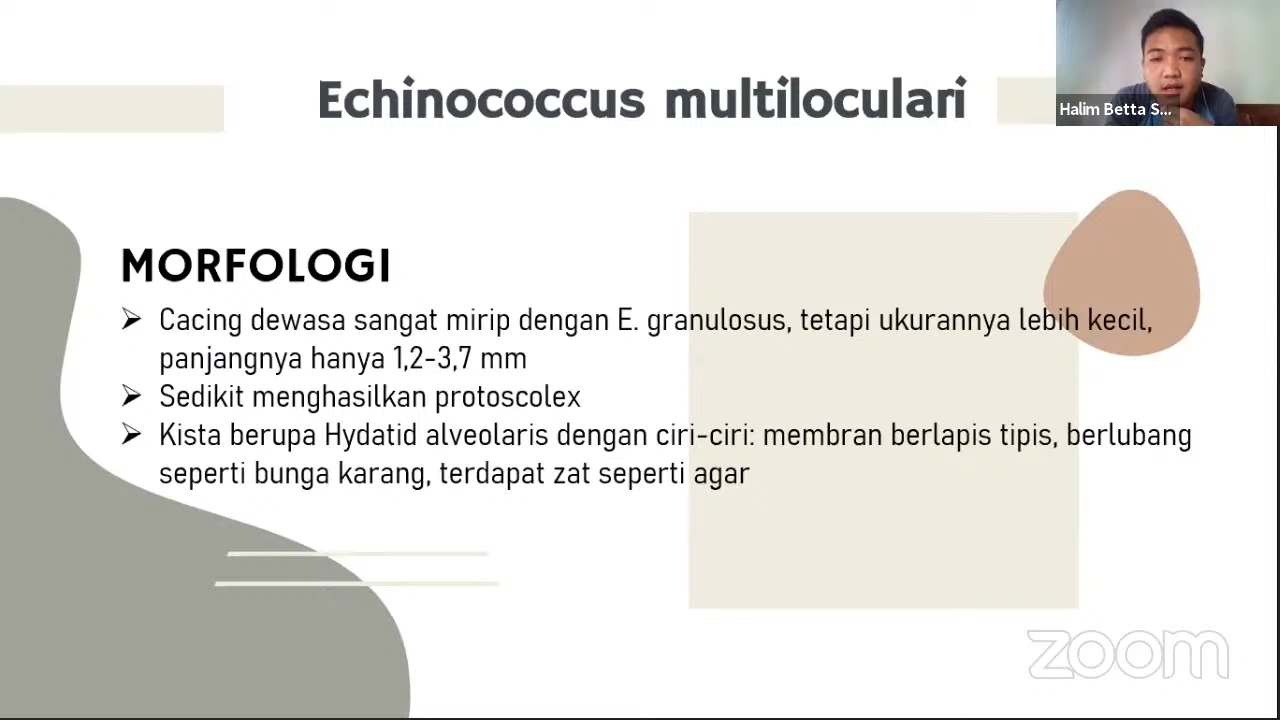 Echinococcus multiloculari
Halim Betta S...
MORFOLOGI
➢ Cacing dewasa sangat mirip dengan E. granulosus, tetapi ukurannya lebih kecil,
panjangnya hanya 1,2-3,7 mm
➢ Sedikit menghasilkan protoscolex
➢ Kista berupa Hydatid alveolaris dengan ciri-ciri: membran berlapis tipis, berlubang
seperti bunga karang, terdapat zat seperti agar
zoom